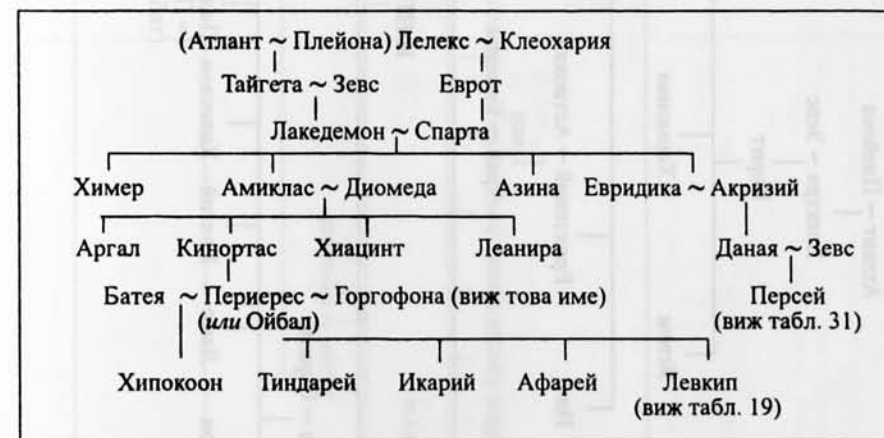 (Атлант ~ Плейона) Лелекс ~ Клеохария
Тайгета ~ Зевс Еврот
Лакедемон ~ Спарта
Химер Амиклас ~ Диомеда Азина Евридика ~ Акризий
Аргал Кинортас Хиацинт Леанира Даная ~ Зевс
Батея ~ Периерес ~ Горгофона (виж това име) Персей
(или Ойбал) (виж табл. 31)
Хипокоон Тиндарей Икарий Афарей Левкип
(виж табл. 19)